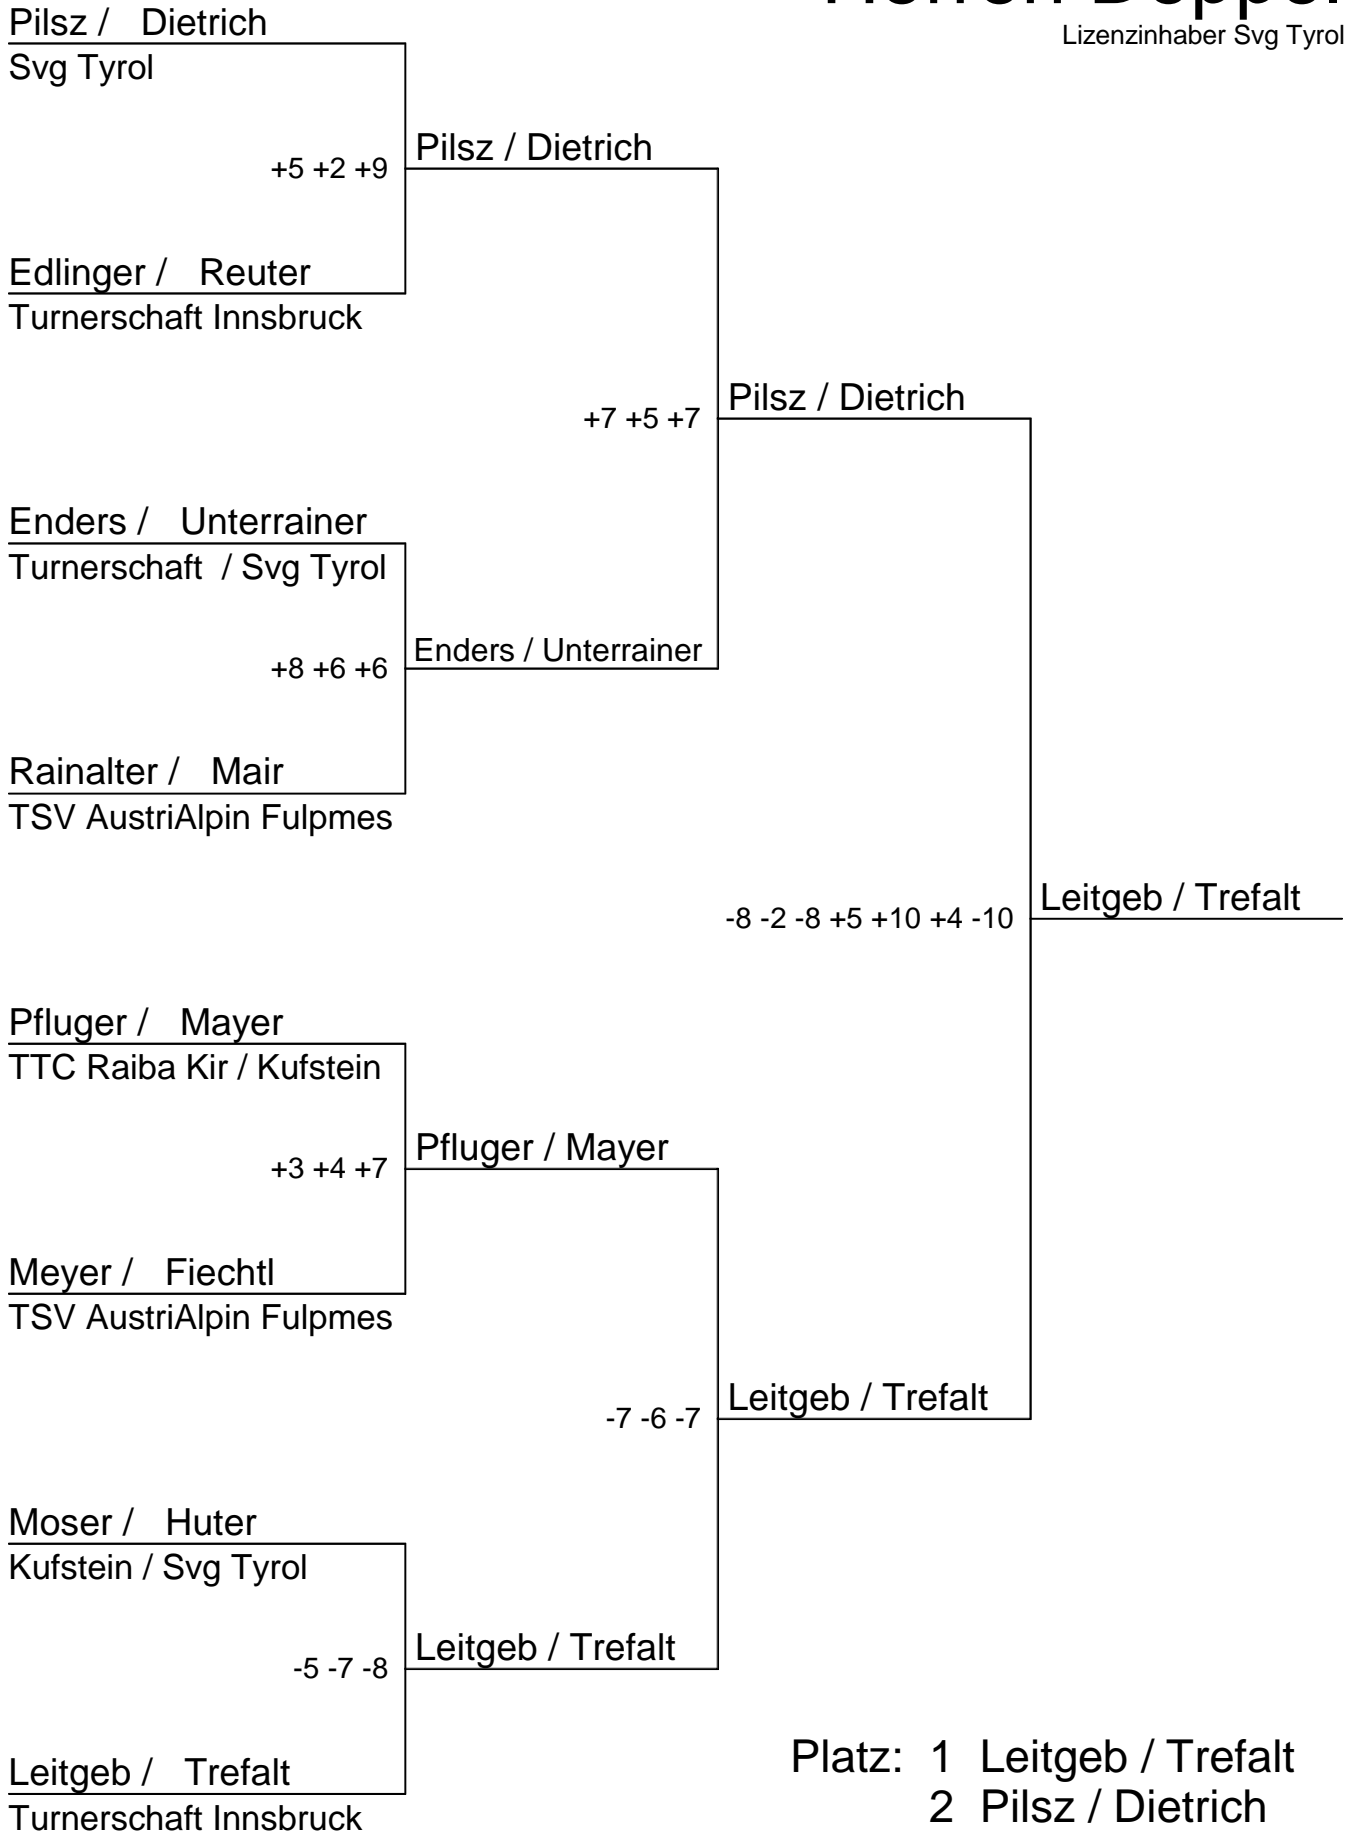 Herren Doppel
Lizenzinhaber Svg Tyrol
Pilsz / Dietrich
Svg Tyrol
+5 +2 +9
Pilsz / Dietrich
Edlinger / Reuter
Turnerschaft Innsbruck
+7 +5 +7
Pilsz / Dietrich
Enders / Unterrainer
Turnerschaft / Svg Tyrol
+8 +6 +6
Enders / Unterrainer
Rainalter / Mair
TSV AustriAlpin Fulpmes
-8 -2 -8 +5 +10 +4 -10
Leitgeb / Trefalt
Pfluger / Mayer
TTC Raiba Kir / Kufstein
+3 +4 +7
Pfluger / Mayer
Meyer / Fiechtl
TSV AustriAlpin Fulpmes
-7 -6 -7
Leitgeb / Trefalt
Moser / Huter
Kufstein / Svg Tyrol
-5 -7 -8
Leitgeb / Trefalt
Leitgeb / Trefalt
Turnerschaft Innsbruck
Platz: 1 Leitgeb / Trefalt
2 Pilsz / Dietrich